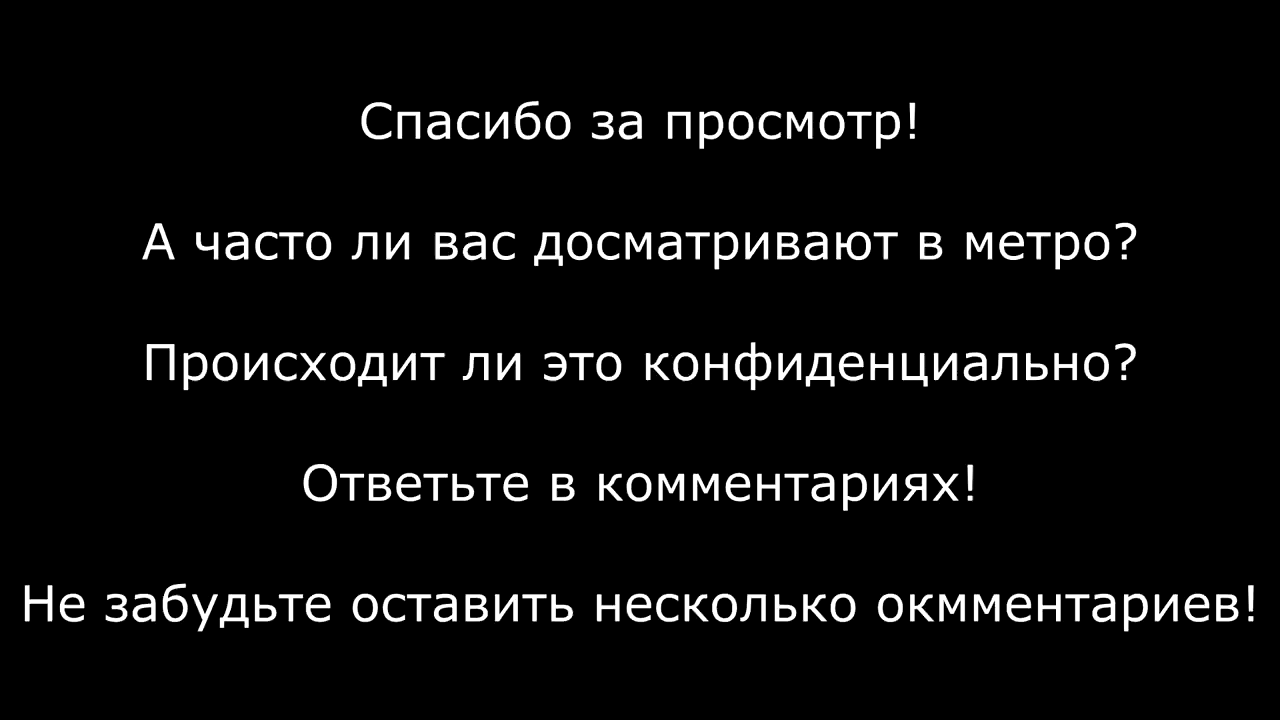 Спасибо за просмотр!
А часто ли вас досматривают в метро?
Происходит ли это конфиденциально?
Ответьте в комментариях!
Не забудьте оставить несколько окмментариев!